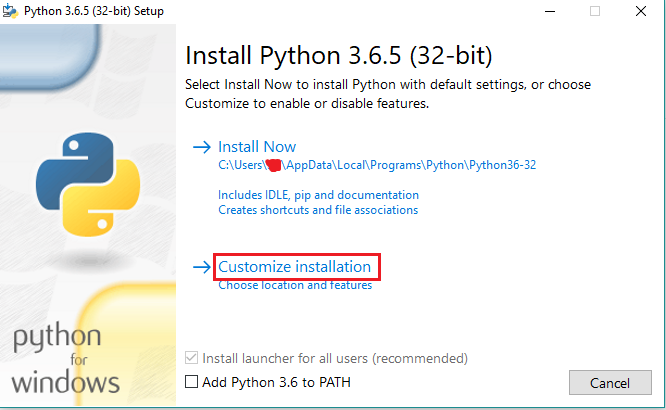 Python 3.6.5 (32-bit) Setup
Install Python 3.6.5 (32-bit)
Select Install Now to install Python with default settings, or choose
Customize to enable or disable features.
Install Now
C:\Users\ \AppData\Local\Programs\Python\Python36-32
Includes IDLE, pip and documentation
Creates shortcuts and file associations
Customize installation
Choose location and features
python
for
windows
Install launcher for all users (recommended)
Add Python 3.6 to PATH
Cancel